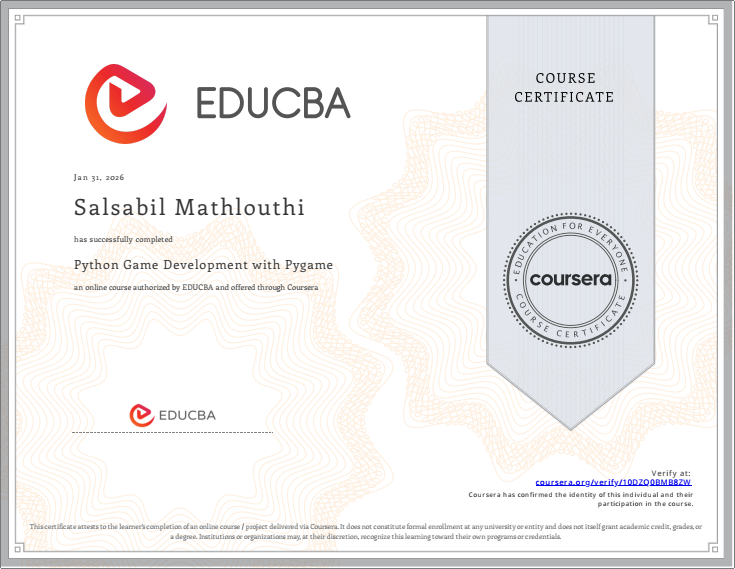 EDUCBA
COURSE
CERTIFICATE
Jan 31, 2026
Salsabil Mathlouthi
has successfully completed
Python Game Development with Pygame
an online course authorized by EDUCBA and offered through Coursera
EDUCATION FOR EVERYONE
coursera
COURSE CERTIFICATE
EDUCBA
Verify at:
coursera.org/verify/10DZQ0BMB8ZW
Coursera has confirmed the identity of this individual and their
participation in the course.
This certificate attests to the learner's completion of an online course / project delivered via Coursera. It does not constitute formal enrollment at any university or entity and does not itself grant academic credit, grades, or
a degree. Institutions or organizations may, at their discretion, recognize this learning toward their own programs or credentials.